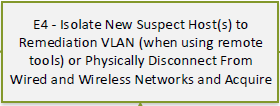 E4 - Isolate New Suspect Host(s) to
Remediation VLAN (when using remote
tools) or Physically Disconnect From
Wired and Wireless Networks and Acquire